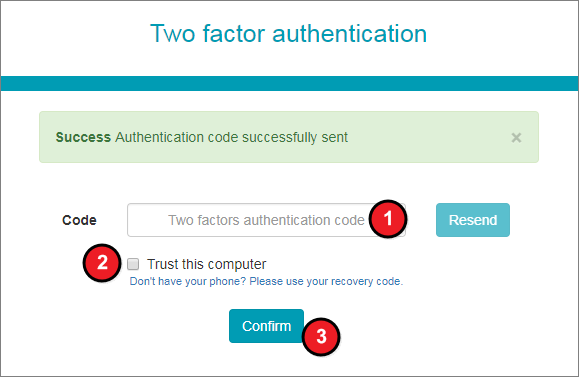 Two factor authentication
Success Authentication code successfully sent ×
Code Two factors authentication code 1 Resend
2 Trust this computer
Don't have your phone? Please use your recovery code.
Confirm 3